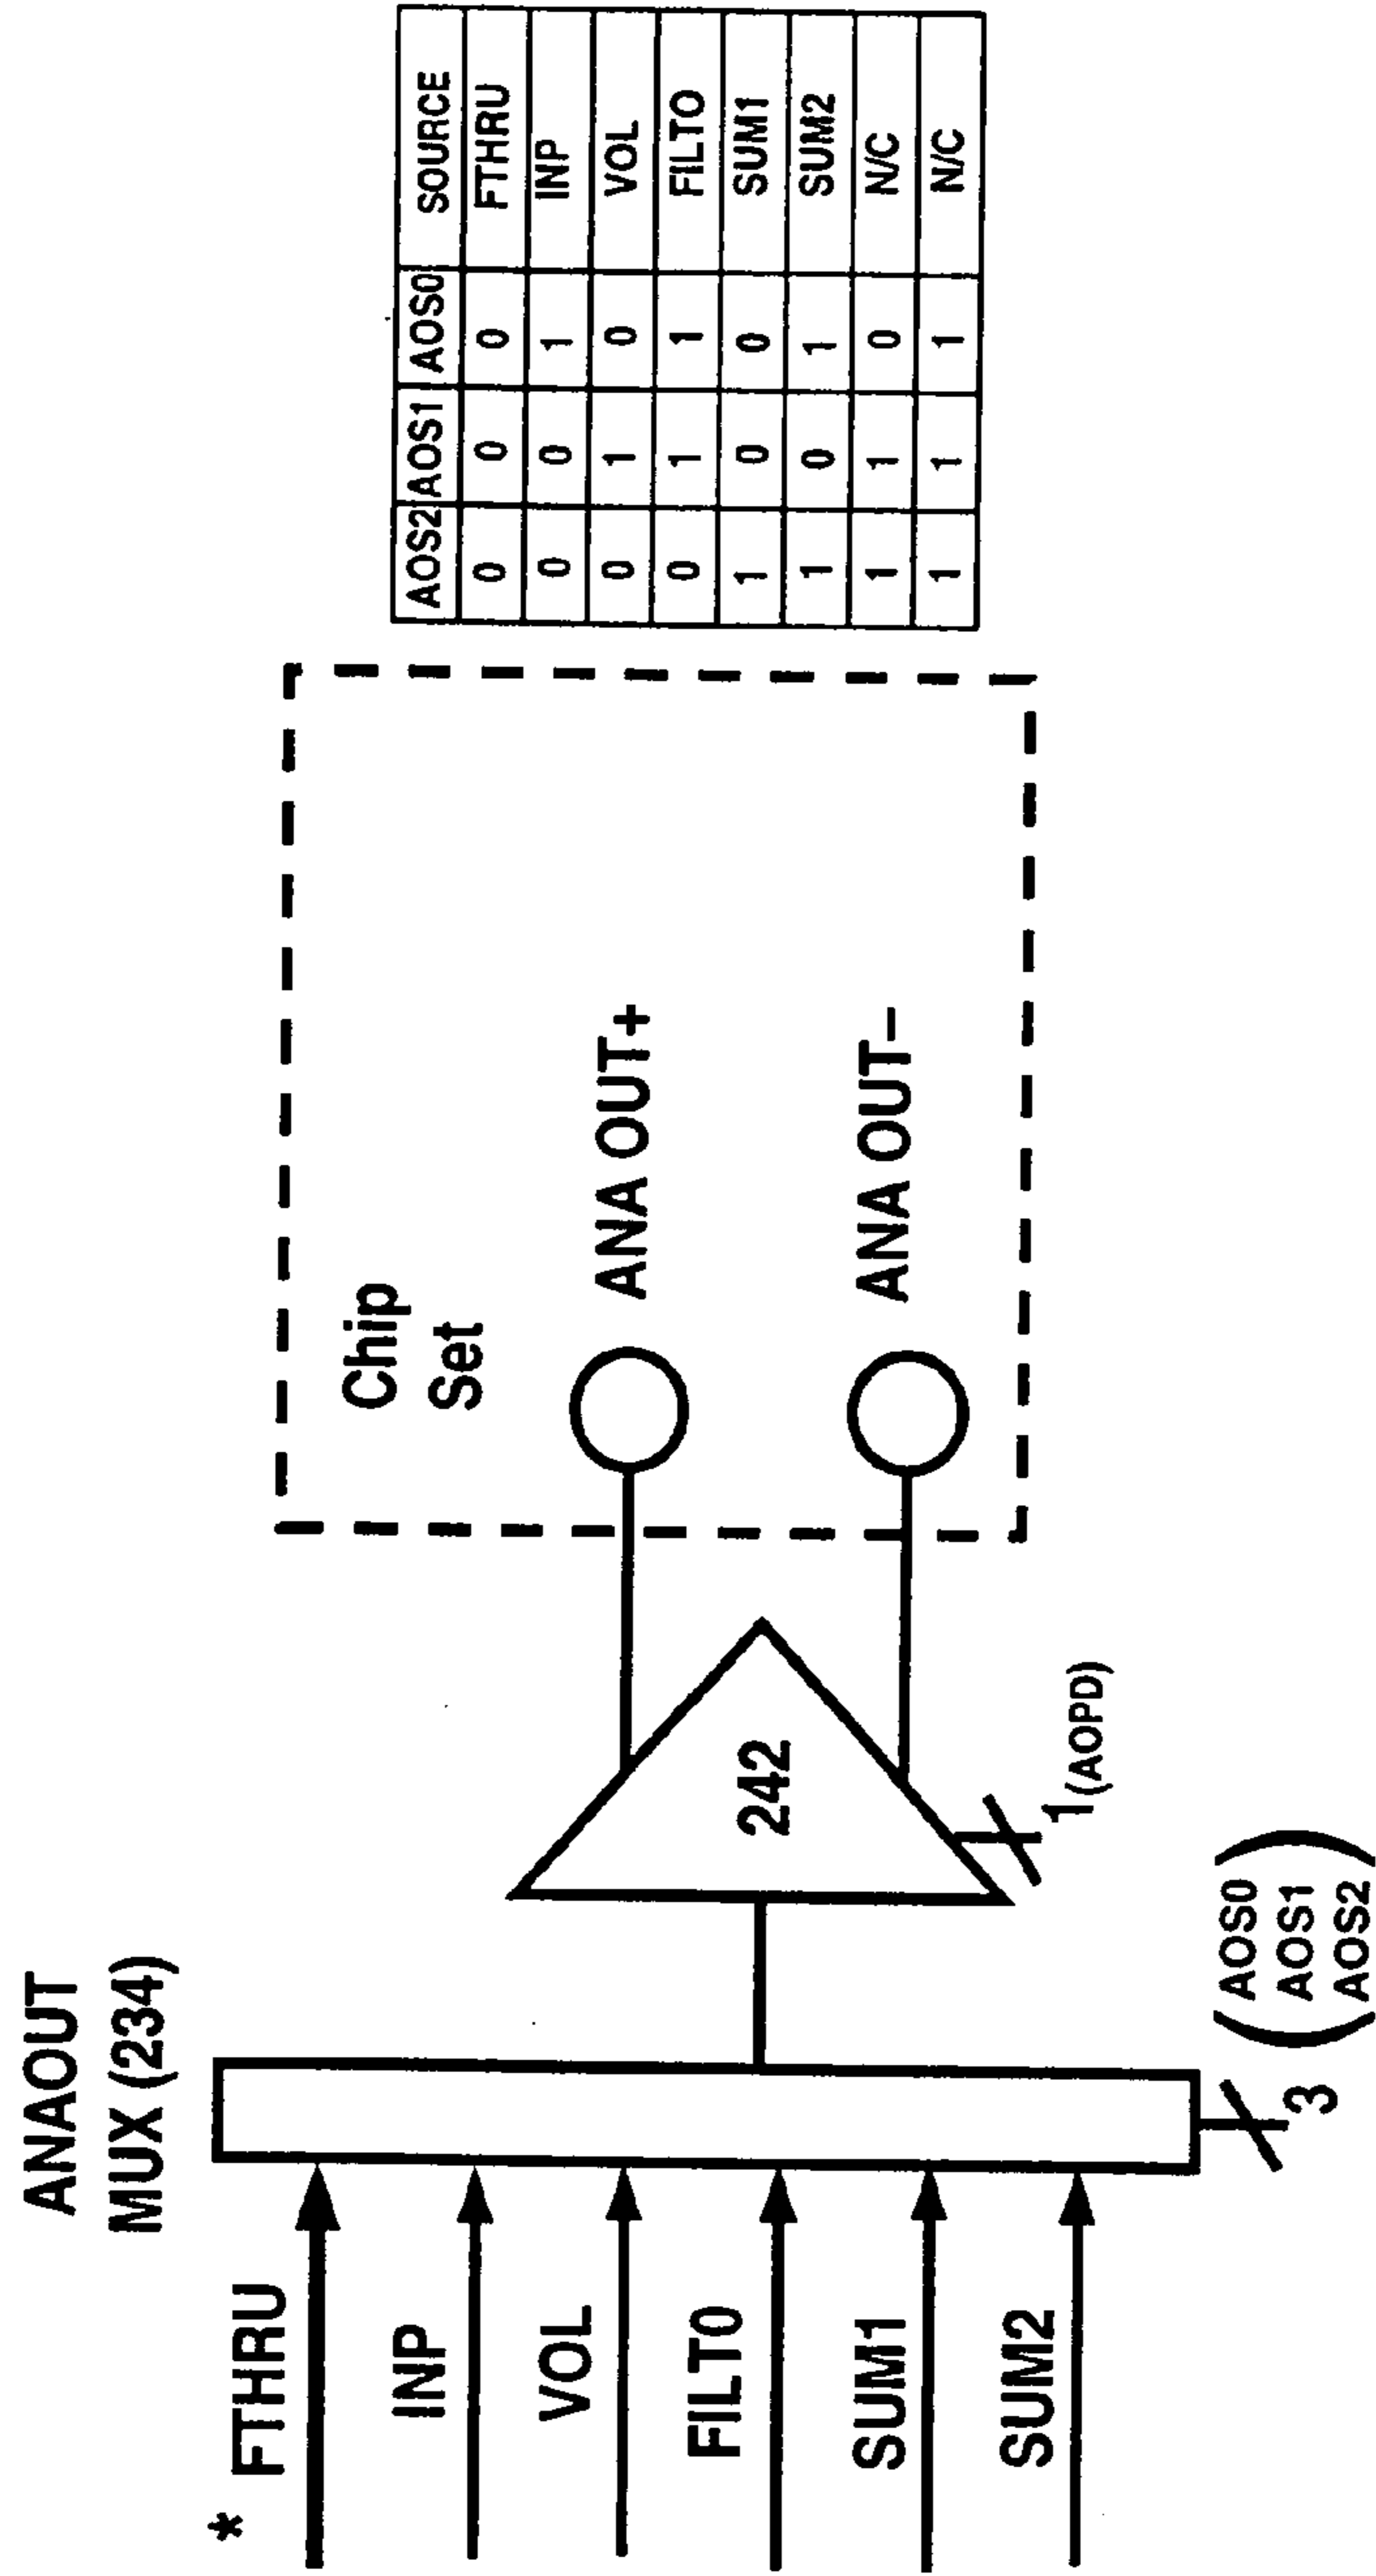 ANAOUT
MUX (234)
* FTHRU
INP
VOL
FILT0
SUM1
SUM2
3 (AOS0
AOS1
AOS2)
242
1(AOPD)
Chip
Set
ANA OUT+
ANA OUT–
AOS2 AOS1 AOS0 SOURCE
0 0 0 FTHRU
0 0 1 INP
0 1 0 VOL
0 1 1 FILTO
1 0 0 SUM1
1 0 1 SUM2
1 1 0 N/C
1 1 1 N/C